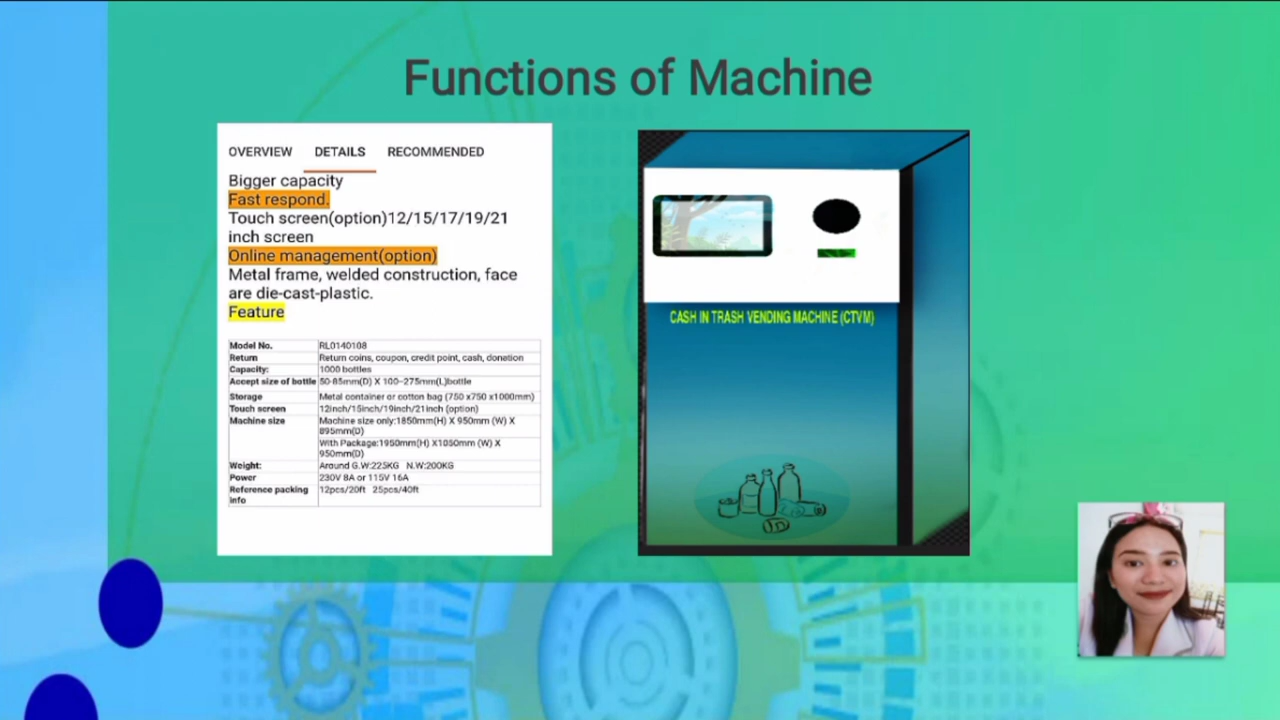 Functions of Machine
OVERVIEW DETAILS RECOMMENDED
Bigger capacity
Fast respond.
Touch screen(option)12/15/17/19/21
inch screen
Online management(option)
Metal frame, welded construction, face
are die-cast-plastic.
Feature
Model No. RL0140108
Return Return coins, coupon, credit point, cash, donation
Capacity: 1000 bottles
Accept size of bottle 50-85mm(D) X 100–275mm(L)bottle
Storage Metal container or cotton bag (750 x750 x1000mm)
Touch screen 12inch/15inch/19inch/21inch (option)
Machine size Machine size only:1850mm(H) X 950mm (W) X
895mm(D)
With Package:1950mm(H) X1050mm (W) X
950mm(D)
Weight: Around G.W:225KG N.W:200KG
Power 230V 8A or 115V 16A
Reference packing 12pcs/20ft 25pcs/40ft
info
CASH IN TRASH VENDING MACHINE (CTVM)